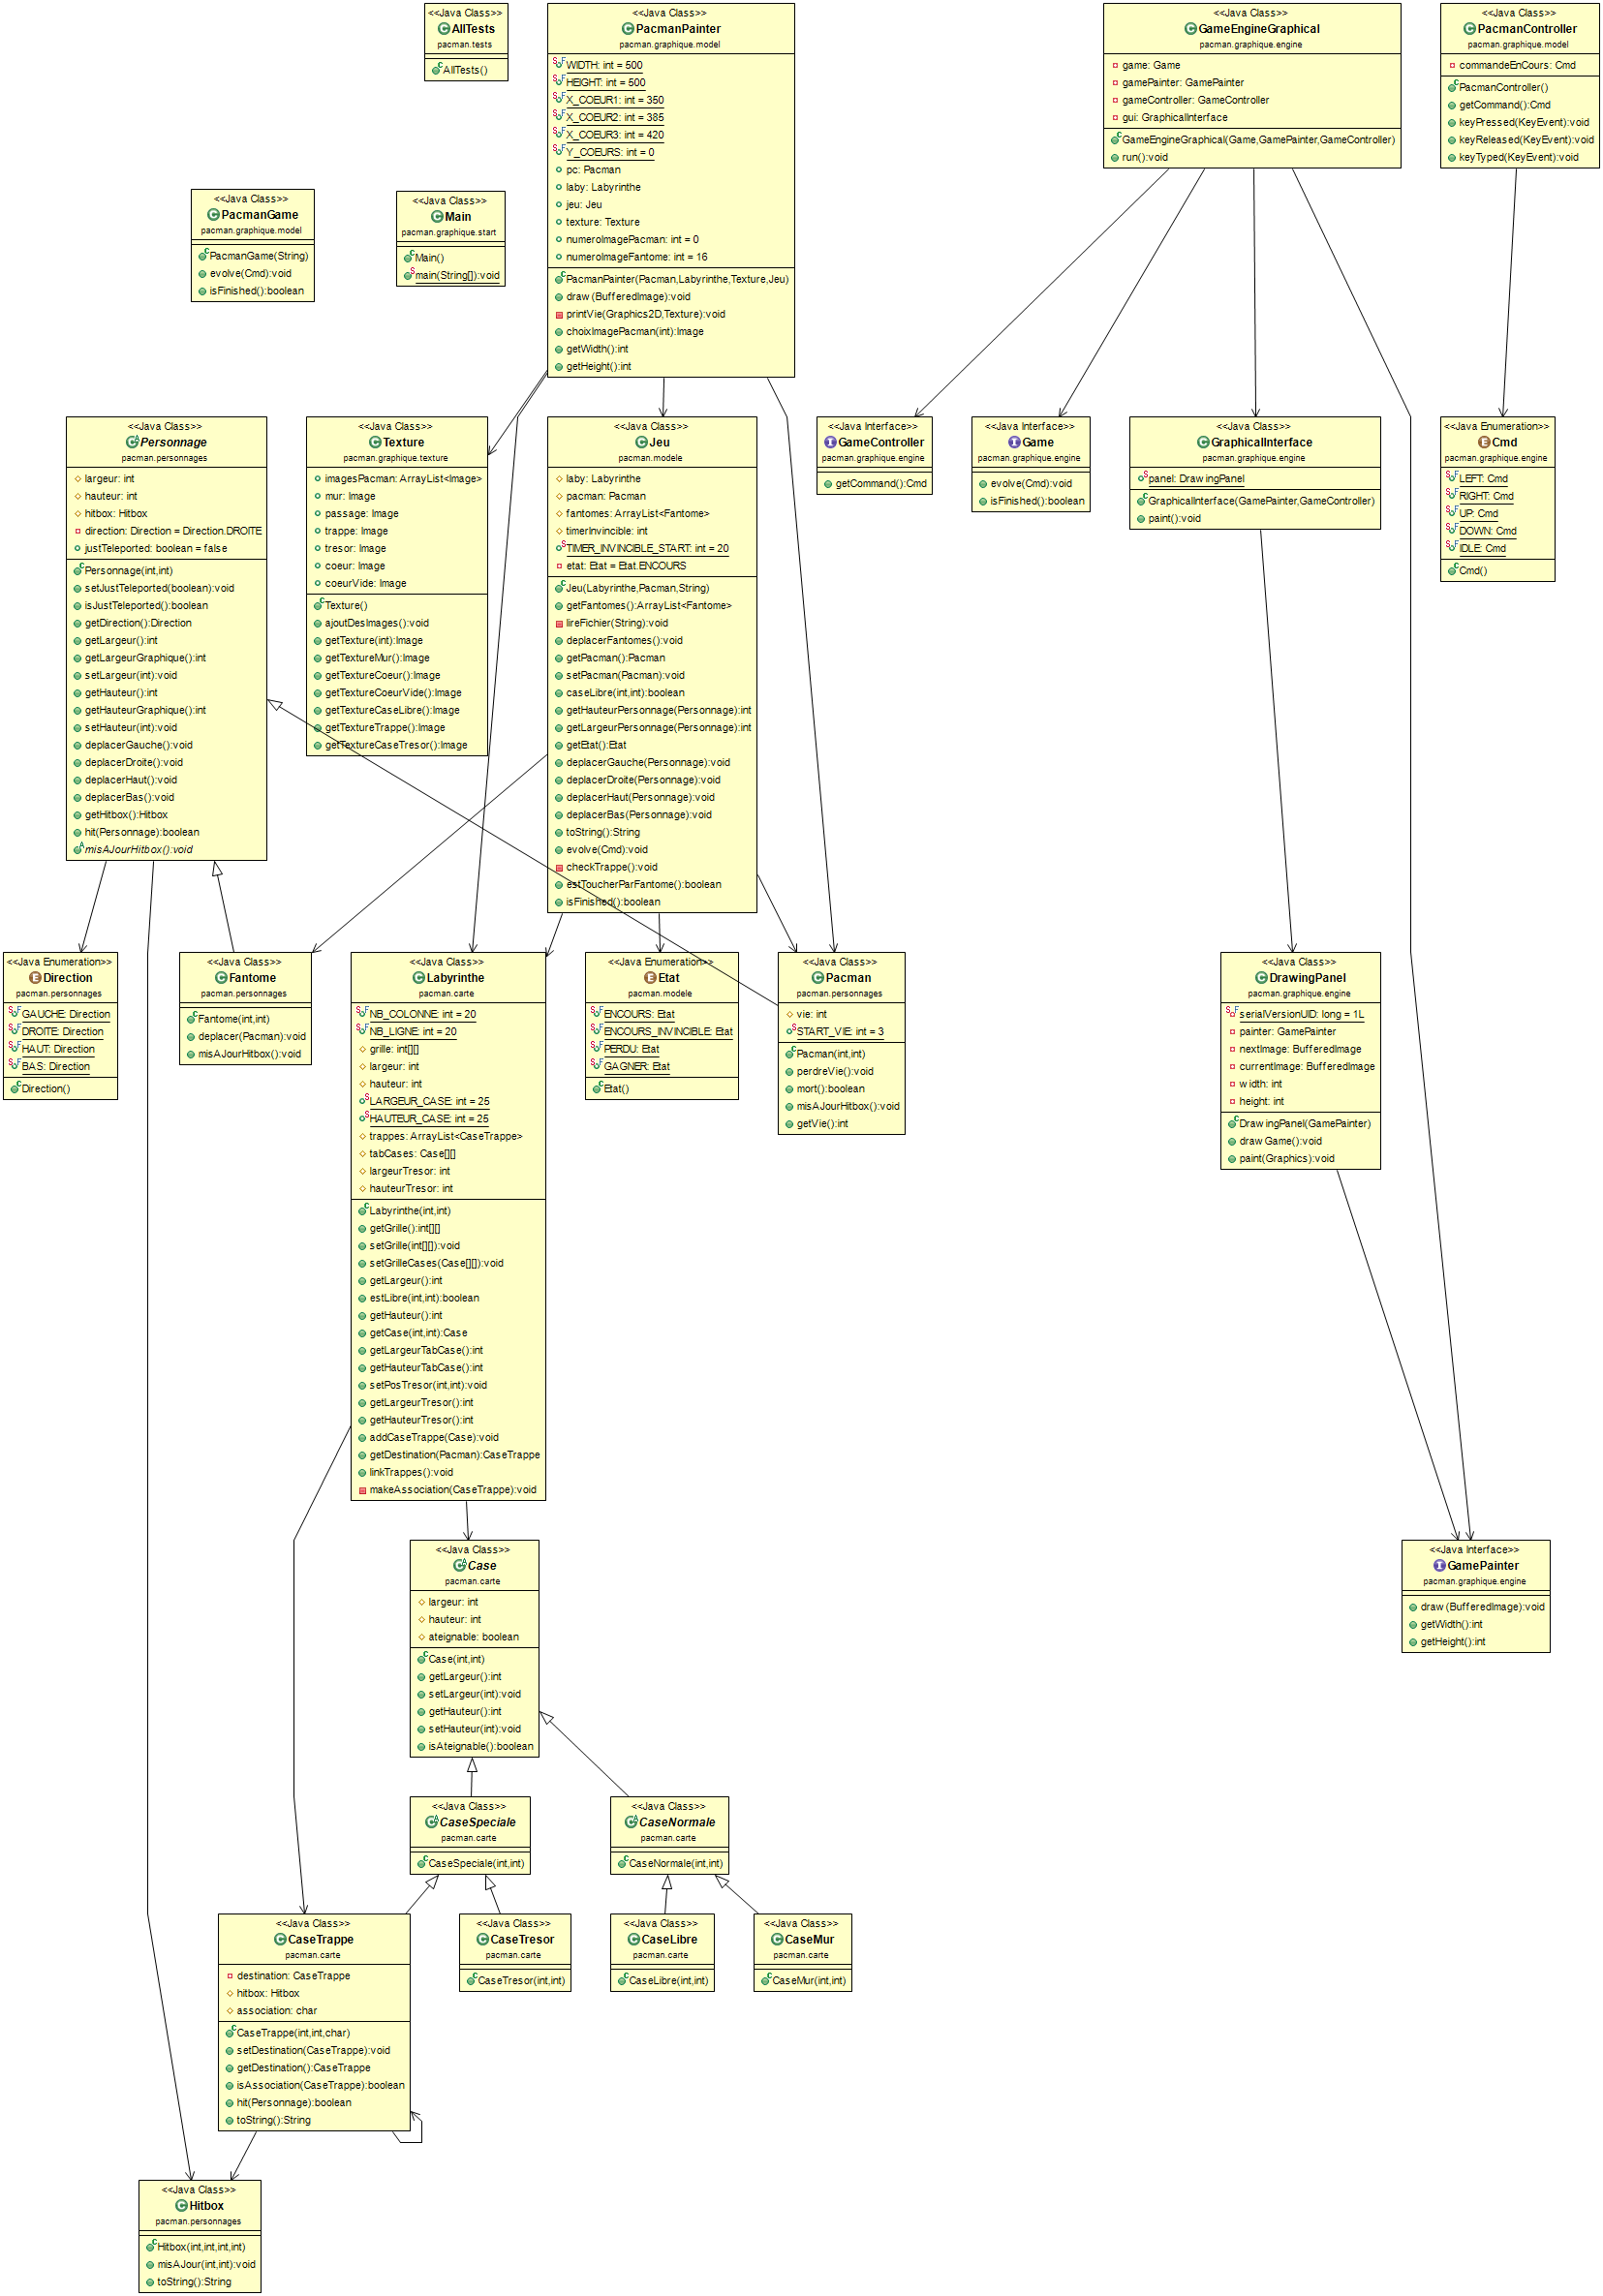 <<Java Class>>
AllTests
pacman.tests
AllTests()
<<Java Class>>
PacmanPainter
pacman.graphique.model
WIDTH: int = 500
HEIGHT: int = 500
X_COEUR1: int = 350
X_COEUR2: int = 385
X_COEUR3: int = 420
Y_COEURS: int = 0
pc: Pacman
laby: Labyrinthe
jeu: Jeu
texture: Texture
numeroImagePacman: int = 0
numeroImageFantome: int = 16
PacmanPainter(Pacman,Labyrinthe,Texture,Jeu)
draw(BufferedImage):void
printVie(Graphics2D,Texture):void
choixImagePacman(int):Image
getWidth():int
getHeight():int
<<Java Class>>
GameEngineGraphical
pacman.graphique.engine
game: Game
gamePainter: GamePainter
gameController: GameController
gui: GraphicalInterface
GameEngineGraphical(Game,GamePainter,GameController)
run():void
<<Java Class>>
PacmanController
pacman.graphique.model
commandeEnCours: Cmd
PacmanController()
getCommand():Cmd
keyPressed(KeyEvent):void
keyReleased(KeyEvent):void
keyTyped(KeyEvent):void
<<Java Class>>
PacmanGame
pacman.graphique.model
PacmanGame(String)
evolve(Cmd):void
isFinished():boolean
<<Java Class>>
Main
pacman.graphique.start
Main()
main(String[]):void
<<Java Class>>
Personnage
pacman.personnages
largeur: int
hauteur: int
hitbox: Hitbox
direction: Direction = Direction.DROITE
justTeleported: boolean = false
Personnage(int,int)
setJustTeleported(boolean):void
isJustTeleported():boolean
getDirection():Direction
getLargeur():int
getLargeurGraphique():int
setLargeur(int):void
getHauteur():int
getHauteurGraphique():int
setHauteur(int):void
deplacerGauche():void
deplacerDroite():void
deplacerHaut():void
deplacerBas():void
getHitbox():Hitbox
hit(Personnage):boolean
misAJourHitbox():void
<<Java Class>>
Texture
pacman.graphique.texture
imagesPacman: ArrayList<Image>
mur: Image
passage: Image
trappe: Image
tresor: Image
coeur: Image
coeurVide: Image
Texture()
ajoutDesImages():void
getTexture(int):Image
getTextureMur():Image
getTextureCoeur():Image
getTextureCoeurVide():Image
getTextureCaseLibre():Image
getTextureTrappe():Image
getTextureCaseTresor():Image
<<Java Class>>
Jeu
pacman.modele
laby: Labyrinthe
pacman: Pacman
fantomes: ArrayList<Fantome>
timerInvincible: int
TIMER_INVINCIBLE_START: int = 20
etat: Etat = Etat.ENCOURS
Jeu(Labyrinthe,Pacman,String)
getFantomes():ArrayList<Fantome>
lireFichier(String):void
deplacerFantomes():void
getPacman():Pacman
setPacman(Pacman):void
caseLibre(int,int):boolean
getHauteurPersonnage(Personnage):int
getLargeurPersonnage(Personnage):int
getEtat():Etat
deplacerGauche(Personnage):void
deplacerDroite(Personnage):void
deplacerHaut(Personnage):void
deplacerBas(Personnage):void
toString():String
evolve(Cmd):void
checkTrappe():void
estToucherParFantome():boolean
isFinished():boolean
<<Java Interface>>
GameController
pacman.graphique.engine
getCommand():Cmd
<<Java Interface>>
Game
pacman.graphique.engine
evolve(Cmd):void
isFinished():boolean
<<Java Class>>
GraphicalInterface
pacman.graphique.engine
panel: DrawingPanel
GraphicalInterface(GamePainter,GameController)
paint():void
<<Java Enumeration>>
Cmd
pacman.graphique.engine
LEFT: Cmd
RIGHT: Cmd
UP: Cmd
DOWN: Cmd
IDLE: Cmd
Cmd()
<<Java Enumeration>>
Direction
pacman.personnages
GAUCHE: Direction
DROITE: Direction
HAUT: Direction
BAS: Direction
Direction()
<<Java Class>>
Fantome
pacman.personnages
Fantome(int,int)
deplacer(Pacman):void
misAJourHitbox():void
<<Java Class>>
Labyrinthe
pacman.carte
NB_COLONNE: int = 20
NB_LIGNE: int = 20
grille: int[][]
largeur: int
hauteur: int
LARGEUR_CASE: int = 25
HAUTEUR_CASE: int = 25
trappes: ArrayList<CaseTrappe>
tabCases: Case[][]
largeurTresor: int
hauteurTresor: int
Labyrinthe(int,int)
getGrille():int[][]
setGrille(int[][]):void
setGrilleCases(Case[][]):void
getLargeur():int
estLibre(int,int):boolean
getHauteur():int
getCase(int,int):Case
getLargeurTabCase():int
getHauteurTabCase():int
setPosTresor(int,int):void
getLargeurTresor():int
getHauteurTresor():int
addCaseTrappe(Case):void
getDestination(Pacman):CaseTrappe
linkTrappes():void
makeAssociation(CaseTrappe):void
<<Java Enumeration>>
Etat
pacman.modele
ENCOURS: Etat
ENCOURS_INVINCIBLE: Etat
PERDU: Etat
GAGNER: Etat
Etat()
<<Java Class>>
Pacman
pacman.personnages
vie: int
START_VIE: int = 3
Pacman(int,int)
perdreVie():void
mort():boolean
misAJourHitbox():void
getVie():int
<<Java Class>>
DrawingPanel
pacman.graphique.engine
serialVersionUID: long = 1L
painter: GamePainter
nextImage: BufferedImage
currentImage: BufferedImage
width: int
height: int
DrawingPanel(GamePainter)
drawGame():void
paint(Graphics):void
<<Java Class>>
Case
pacman.carte
largeur: int
hauteur: int
ateignable: boolean
Case(int,int)
getLargeur():int
setLargeur(int):void
getHauteur():int
setHauteur(int):void
isAteignable():boolean
<<Java Interface>>
GamePainter
pacman.graphique.engine
draw(BufferedImage):void
getWidth():int
getHeight():int
<<Java Class>>
CaseSpeciale
pacman.carte
CaseSpeciale(int,int)
<<Java Class>>
CaseNormale
pacman.carte
CaseNormale(int,int)
<<Java Class>>
CaseTrappe
pacman.carte
destination: CaseTrappe
hitbox: Hitbox
association: char
CaseTrappe(int,int,char)
setDestination(CaseTrappe):void
getDestination():CaseTrappe
isAssociation(CaseTrappe):boolean
hit(Personnage):boolean
toString():String
<<Java Class>>
CaseTresor
pacman.carte
CaseTresor(int,int)
<<Java Class>>
CaseLibre
pacman.carte
CaseLibre(int,int)
<<Java Class>>
CaseMur
pacman.carte
CaseMur(int,int)
<<Java Class>>
Hitbox
pacman.personnages
Hitbox(int,int,int,int)
misAJour(int,int):void
toString():String